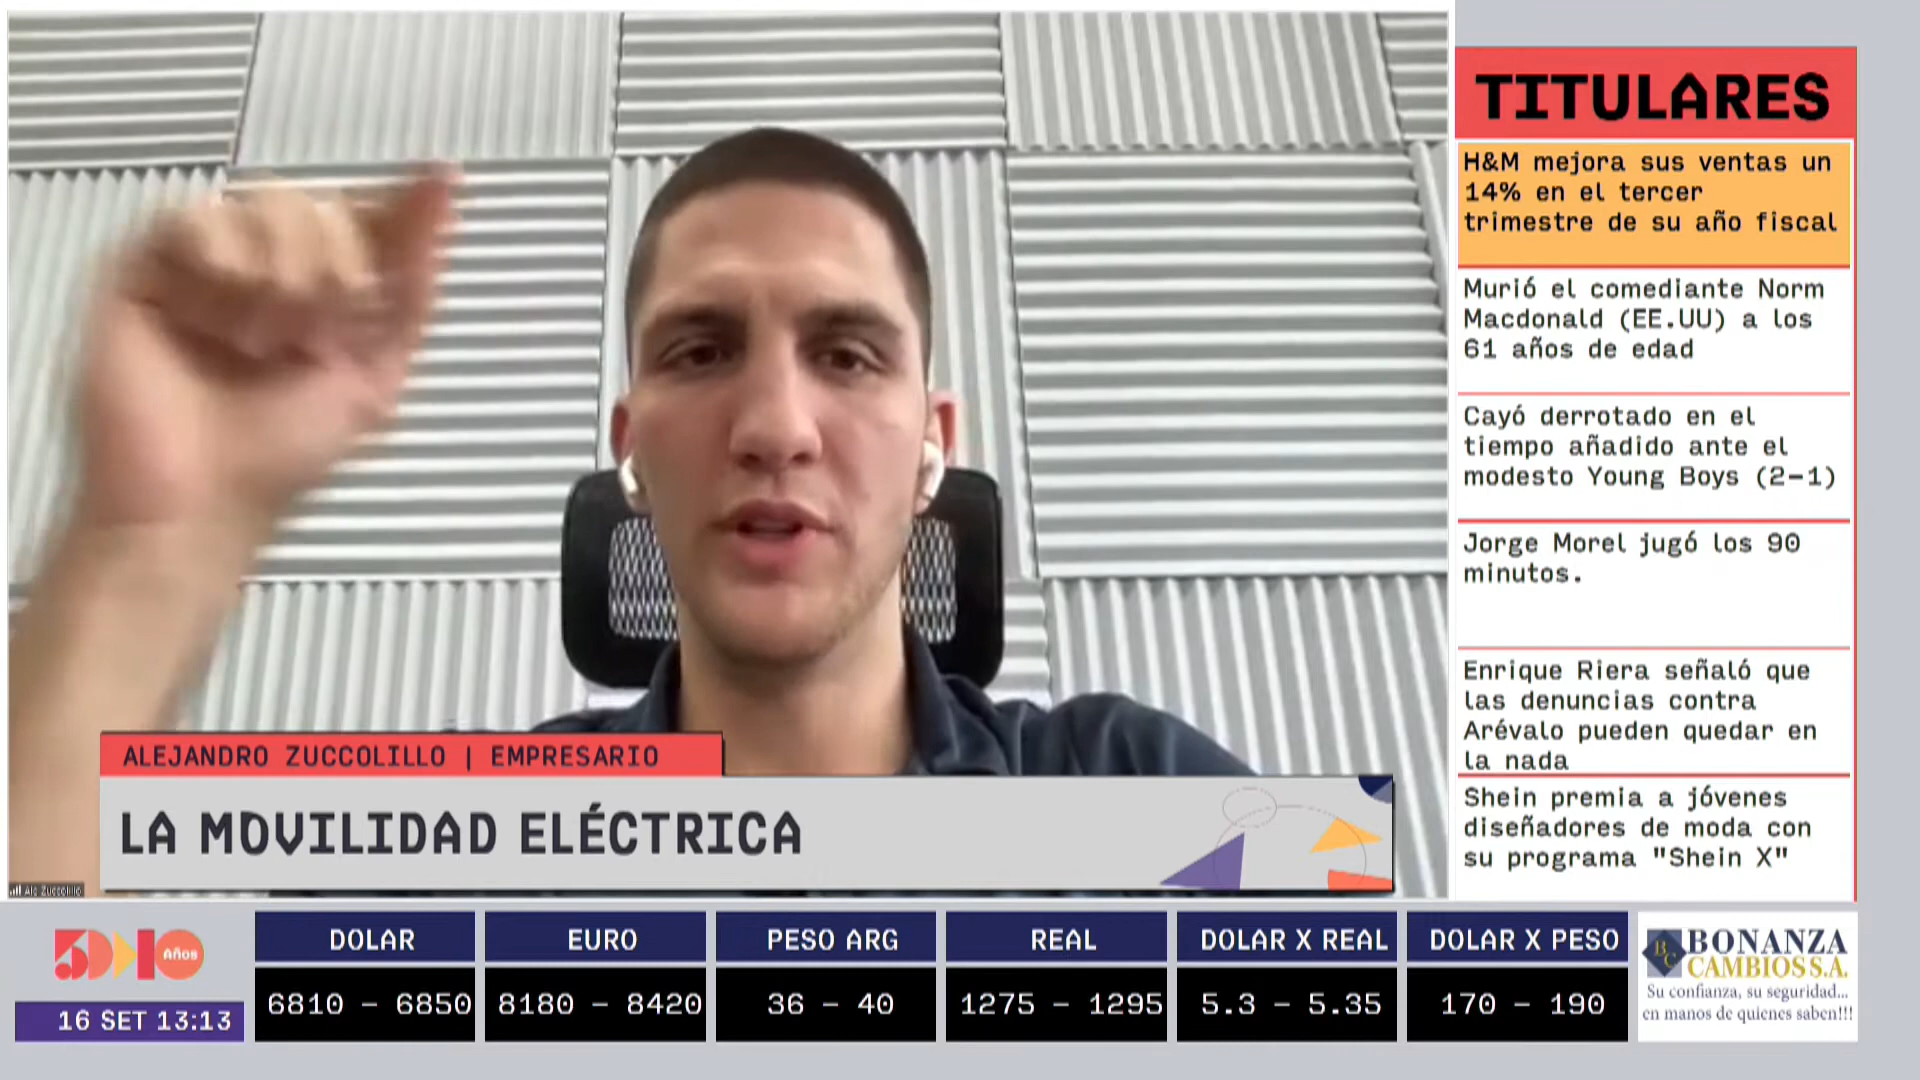 TITULARES
H&M mejora sus ventas un
14% en el tercer
trimestre de su año fiscal
Murió el comediante Norm
Macdonald (EE.UU) a los
61 años de edad
Cayó derrotado en el
tiempo añadido ante el
modesto Young Boys (2-1)
Jorge Morel jugó los 90
minutos.
Enrique Riera señaló que
las denuncias contra
Arévalo pueden quedar en
la nada
Shein premia a jóvenes
diseñadores de moda con
su programa "Shein X"
ALEJANDRO ZUCCOLILLO | EMPRESARIO
LA MOVILIDAD ELÉCTRICA
Ale Zuccolillo
5D10 Años
16 SET 13:13
DOLAR
6810 - 6850
EURO
8180 - 8420
PESO ARG
36 - 40
REAL
1275 - 1295
DOLAR X REAL
5.3 - 5.35
DOLAR X PESO
170 - 190
BC
BONANZA
CAMBIOS S.A.
Su confianza, su seguridad...
en manos de quienes saben!!!